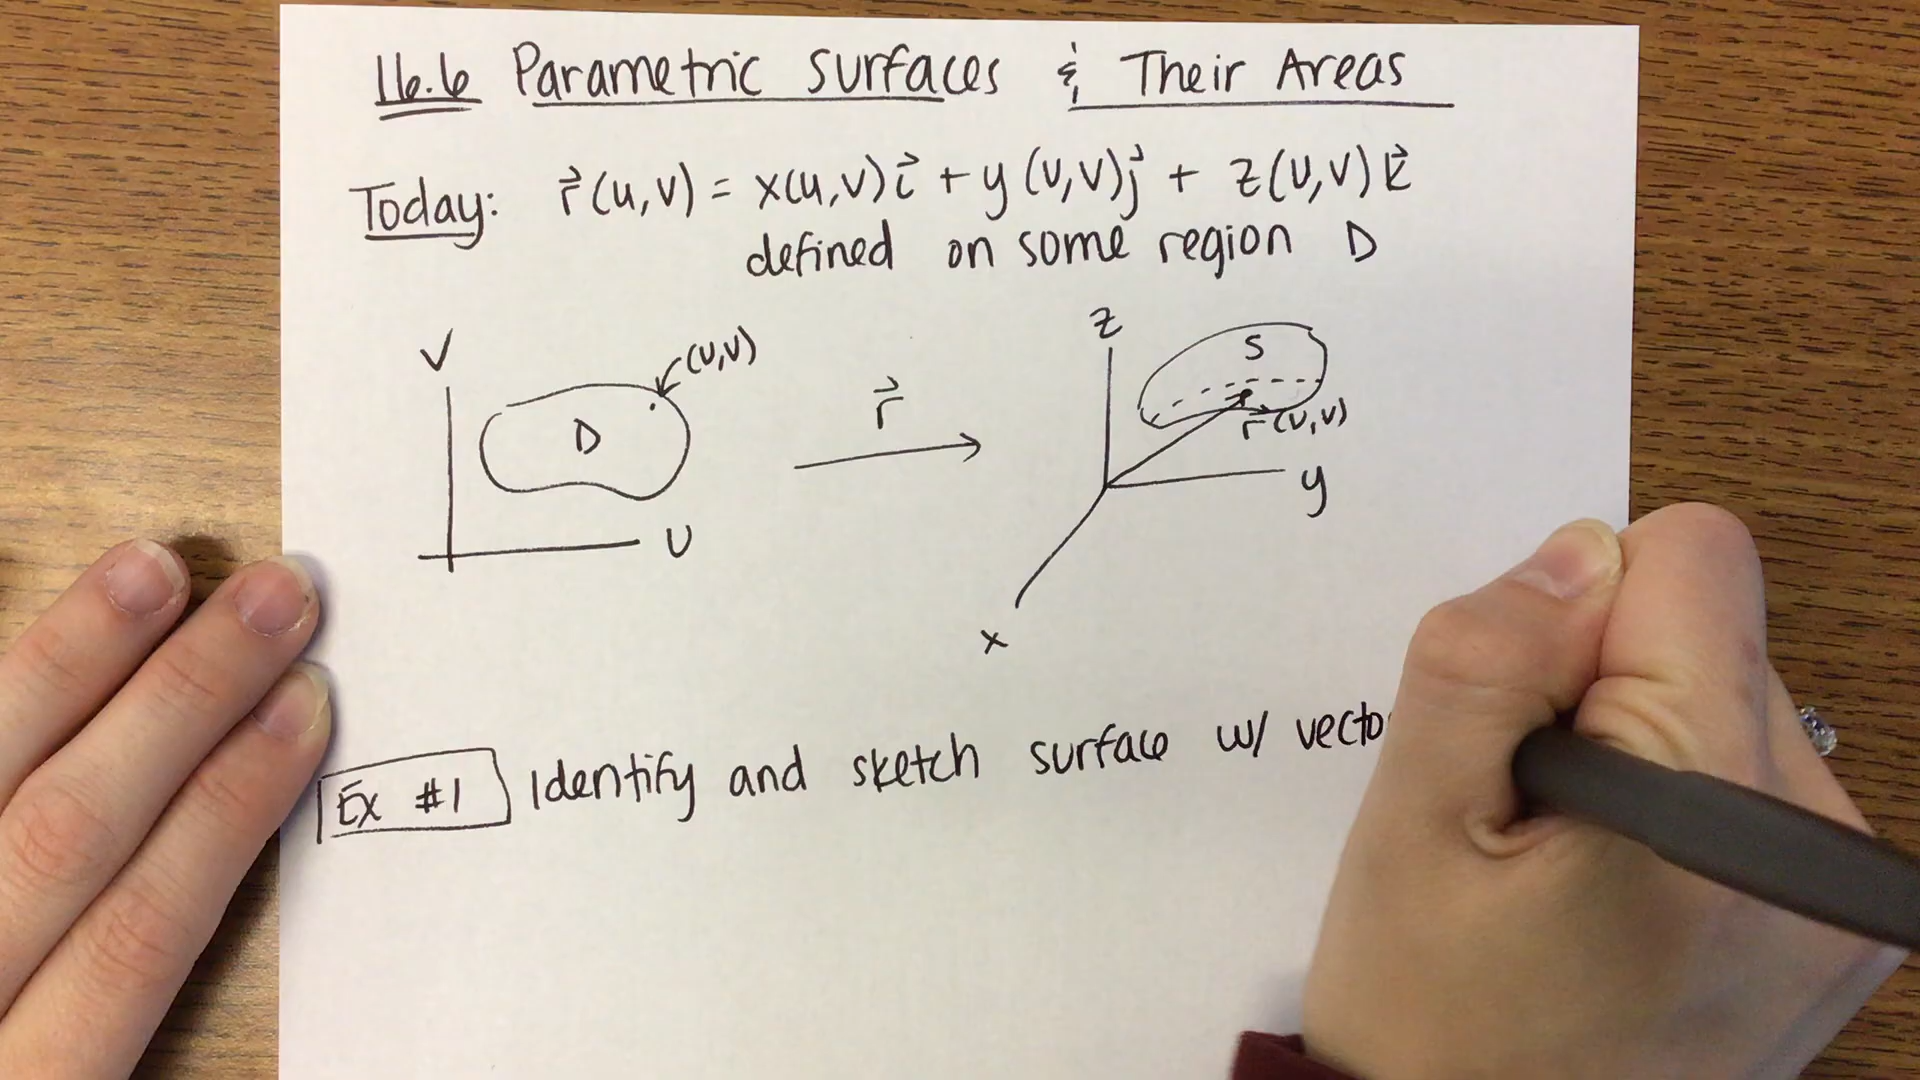 16.6 Parametric Surfaces & Their Areas
Today: r⃗(u,v) = x(u,v)i⃗ + y(u,v)j⃗ + z(u,v)k⃗
defined on some region D
V
(u,v)
D
U
r⃗
z
S
r⃗(u,v)
y
x
Ex #1 Identify and sketch surface w/ vecto